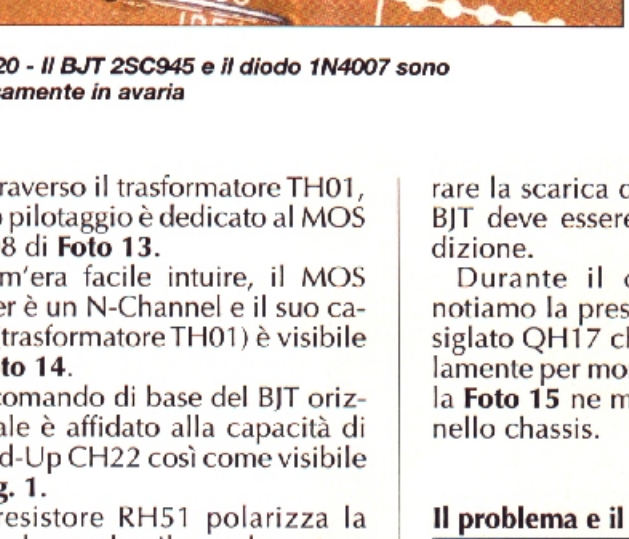 20 - Il BJT 2SC945 e il diodo 1N4007 sono
amente in avaria
raverso il trasformatore TH01,
o pilotaggio è dedicato al MOS
8 di Foto 13.
m'era facile intuire, il MOS
er è un N-Channel e il suo ca-
(trasformatore TH01) è visibile
to 14.
comando di base del BJT oriz-
ale è affidato alla capacità di
d-Up CH22 così come visibile
g. 1.
resistore RH51 polarizza la
rare la scarica
BJT deve essere
dizione.
Durante il
notiamo la pres
siglato QH17 cl
lamente per mo
la Foto 15 ne m
nello chassis.
Il problema e il